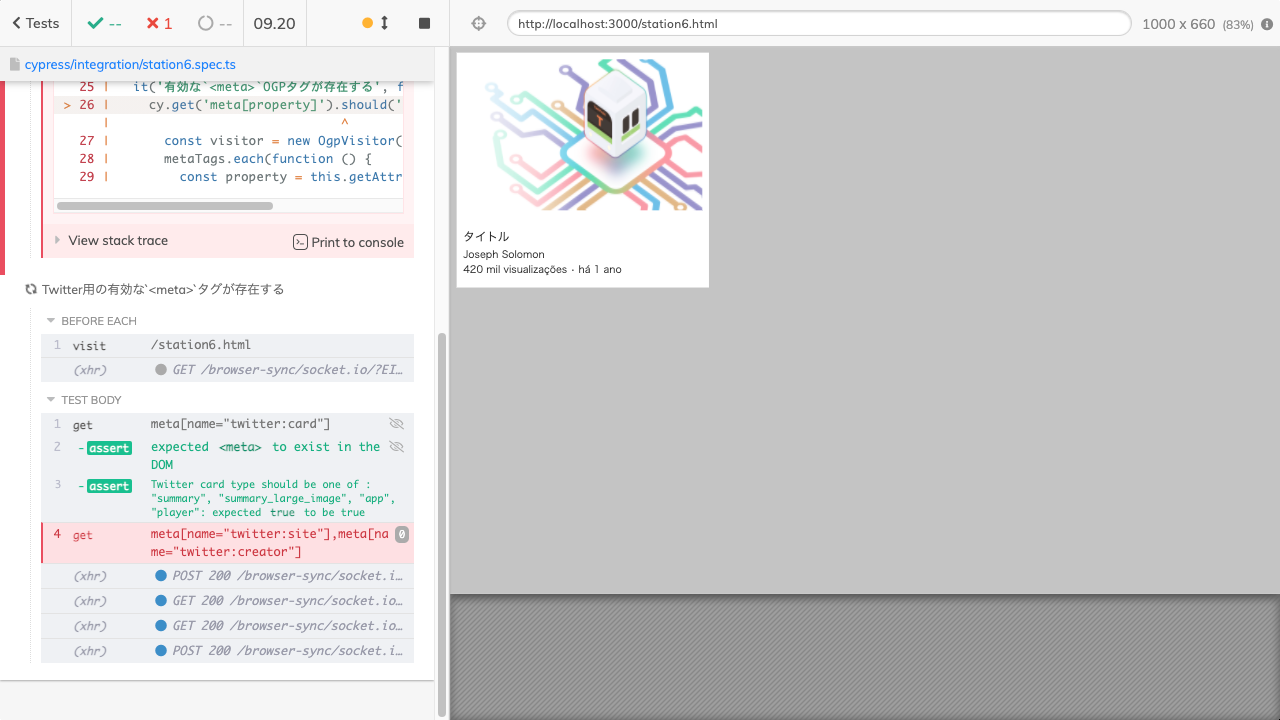 Tests
--
1
--
09.20
http://localhost:3000/station6.html
1000 x 660 (83%)
cypress/integration/station6.spec.ts
25 | it('有効な`<meta>`OGPタグが存在する', f
> 26 | cy.get('meta[property]').should('
| ^
27 | const visitor = new OgpVisitor(
28 | metaTags.each(function () {
29 | const property = this.getAttr
View stack trace
Print to console
Twitter用の有効な`<meta>`タグが存在する
BEFORE EACH
1 visit /station6.html
(xhr) GET /browser-sync/socket.io/?EI...
TEST BODY
1 get meta[name="twitter:card"]
2 -assert expected <meta> to exist in the
DOM
3 -assert Twitter card type should be one of :
"summary", "summary_large_image", "app",
"player": expected true to be true
4 get meta[name="twitter:site"],meta[na
me="twitter:creator"]
0
(xhr) POST 200 /browser-sync/socket.i...
(xhr) GET 200 /browser-sync/socket.io...
(xhr) GET 200 /browser-sync/socket.io...
(xhr) POST 200 /browser-sync/socket.i...
タイトル
Joseph Solomon
420 mil visualizações · há 1 ano